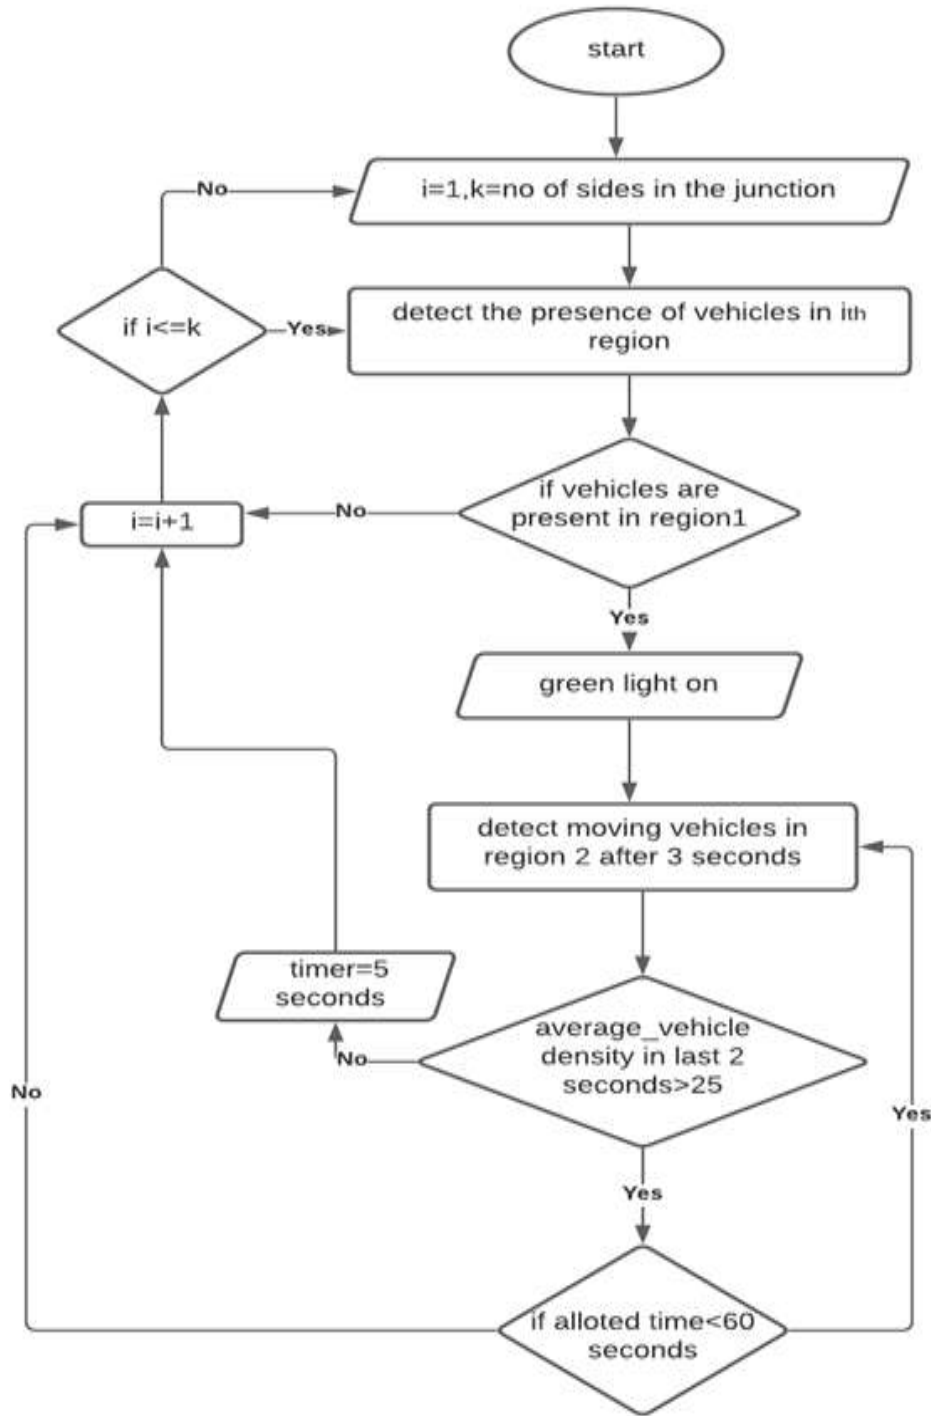 start
i=1,k=no of sides in the junction
No
if i<=k
Yes
detect the presence of vehicles in ith
region
if vehicles are
present in region1
No
i=i+1
Yes
green light on
detect moving vehicles in
region 2 after 3 seconds
timer=5
seconds
average_vehicle
density in last 2
seconds>25
No
No
Yes
Yes
if alloted time<60
seconds